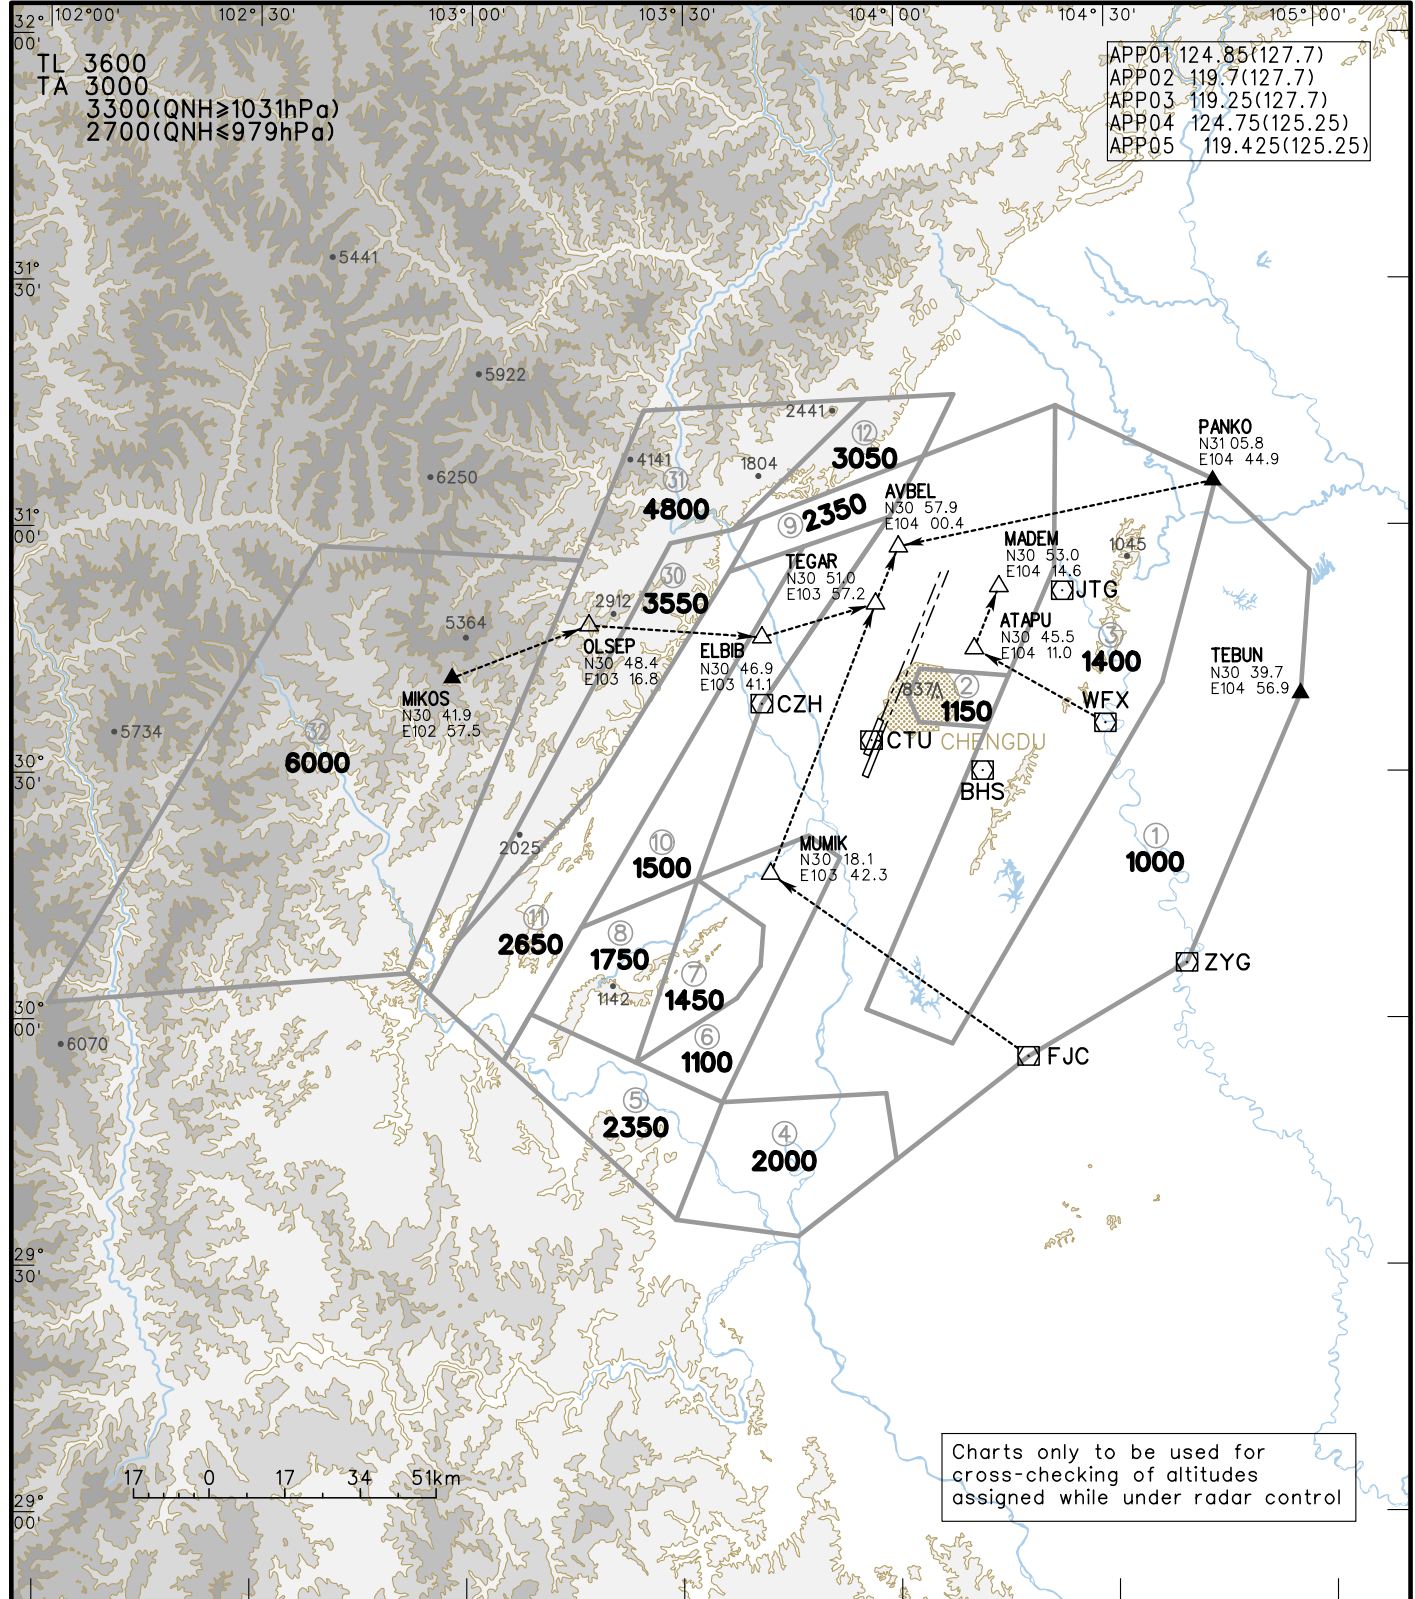 102°00'
102°30'
103°00'
103°30'
104°00'
104°30'
105°00'
32°
00'
TL 3600
TA 3000
3300(QNH≥1031hPa)
2700(QNH≤979hPa)
APP01 124.85(127.7)
APP02 119.7(127.7)
APP03 119.25(127.7)
APP04 124.75(125.25)
APP05 119.425(125.25)
5441
31°
30'
3000
2000
5922
2441
⑫
3050
4141
1804
㉛
4800
6250
PANKO
N31 05.8
E104 44.9
AVBEL
N30 57.9
E104 00.4
⑨
2350
31°
00'
MADEM
N30 53.0
E104 14.6
1045
TEGAR
N30 51.0
E103 57.2
JTG
㉚
3550
2912
5364
ATAPU
N30 45.5
E104 11.0
③
1400
OLSEP
N30 48.4
E103 16.8
ELBIB
N30 46.9
E103 41.1
TEBUN
N30 39.7
E104 56.9
MIKOS
N30 41.9
E102 57.5
837
②
1150
WFX
CZH
5734
㉜
6000
CTU
CHENGDU
30°
30'
BHS
2025
⑩
1500
MUMIK
N30 18.1
E103 42.3
①
1000
⑪
2650
⑧
1750
ZYG
⑦
1450
1142
30°
00'
6070
⑥
1100
FJC
⑤
2350
④
2000
29°
30'
Charts only to be used for
cross-checking of altitudes
assigned while under radar control
17 0 17 34 51km
29°
00'